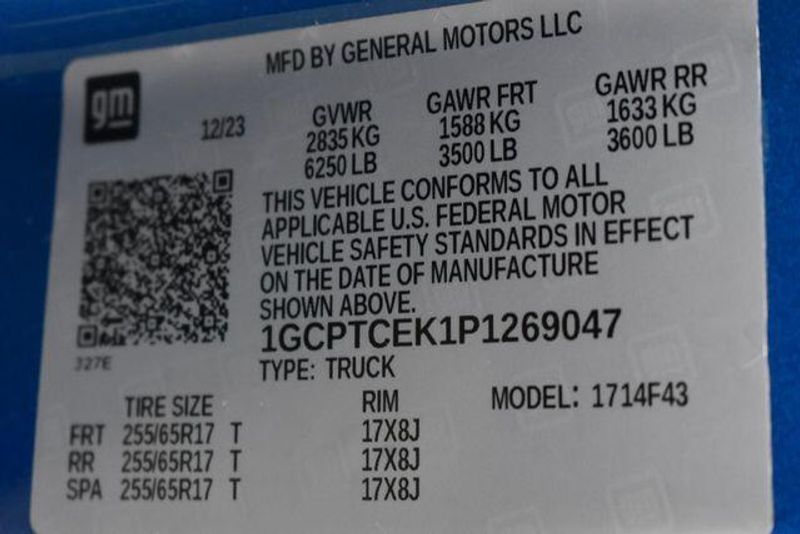 MFD BY GENERAL MOTORS LLC
gm
12/23
GVWR
2835 KG
6250 LB
GAWR FRT
1588 KG
3500 LB
GAWR RR
1633 KG
3600 LB
THIS VEHICLE CONFORMS TO ALL
APPLICABLE U.S. FEDERAL MOTOR
VEHICLE SAFETY STANDARDS IN EFFECT
ON THE DATE OF MANUFACTURE
SHOWN ABOVE.
327E
1GCPTCEK1P1269047
TYPE: TRUCK
TIRE SIZE RIM MODEL: 1714F43
FRT 255/65R17 T 17X8J
RR 255/65R17 T 17X8J
SPA 255/65R17 T 17X8J